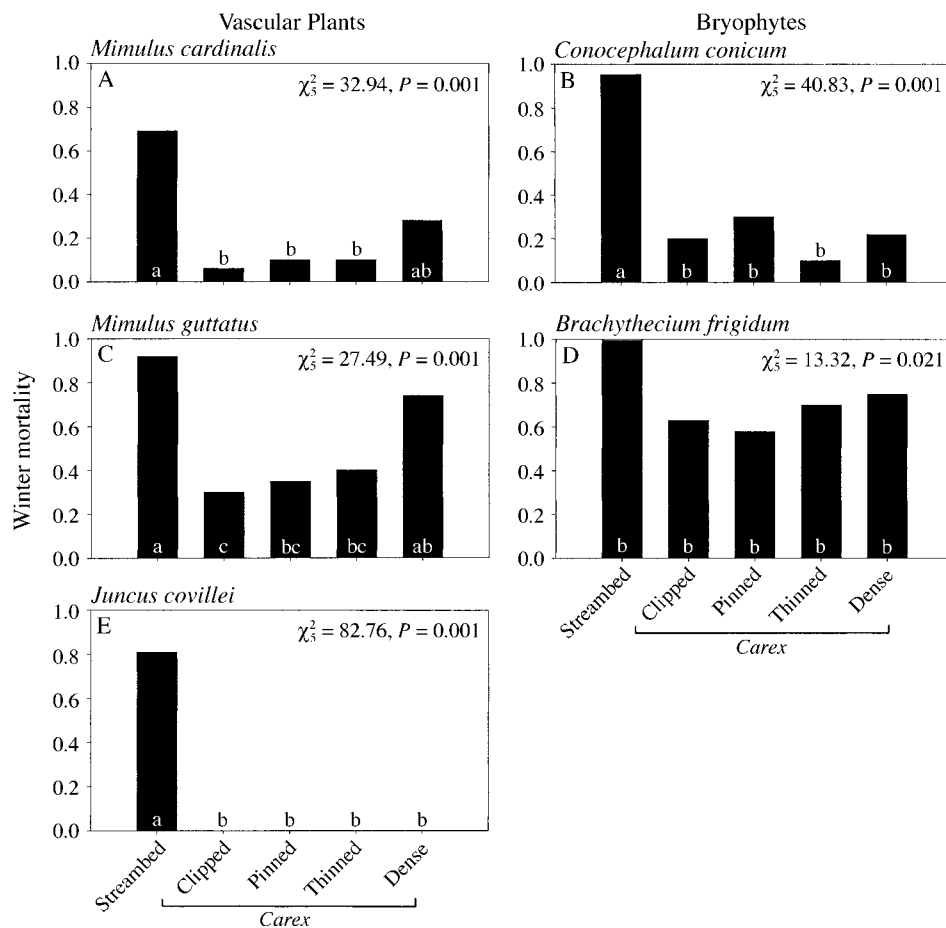 Vascular Plants
Bryophytes
Mimulus cardinalis
Conocephalum conicum
1.0
0.8
0.6
0.4
0.2
0.0
A
χ²₅ = 32.94, P = 0.001
a
b
b
b
ab
1.0
0.8
0.6
0.4
0.2
0.0
B
χ²₅ = 40.83, P = 0.001
a
b
b
b
b
Mimulus guttatus
Brachythecium frigidum
Winter mortality
1.0
0.8
0.6
0.4
0.2
0.0
C
χ²₅ = 27.49, P = 0.001
a
c
bc
bc
ab
1.0
0.8
0.6
0.4
0.2
0.0
D
χ²₅ = 13.32, P = 0.021
b
b
b
b
b
Streambed
Clipped
Pinned
Thinned
Dense
Carex
Juncus covillei
1.0
0.8
0.6
0.4
0.2
0.0
E
χ²₅ = 82.76, P = 0.001
a
b
b
b
b
Streambed
Clipped
Pinned
Thinned
Dense
Carex